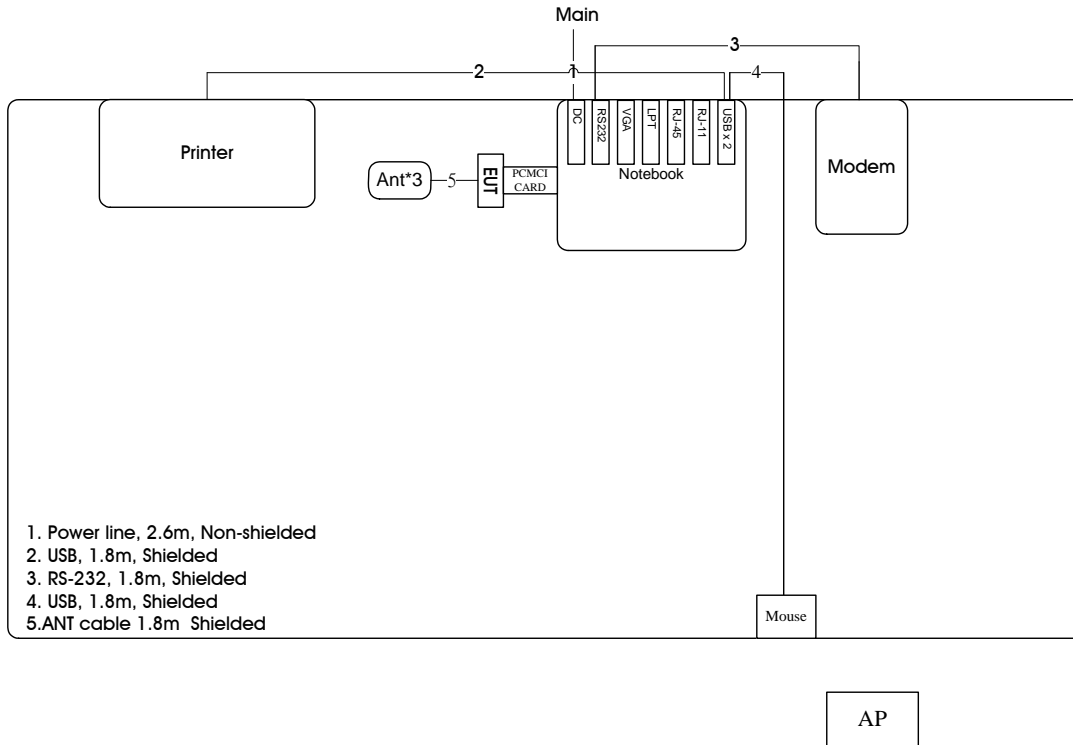 Main
3
2
1
4
DC
RS232
VGA
LPT
RJ-45
RJ-11
USB x 2
Printer
Ant*3
5
EUT
PCMCI
CARD
Notebook
Modem
1. Power line, 2.6m, Non-shielded
2. USB, 1.8m, Shielded
3. RS-232, 1.8m, Shielded
4. USB, 1.8m, Shielded
5.ANT cable 1.8m  Shielded
Mouse
AP